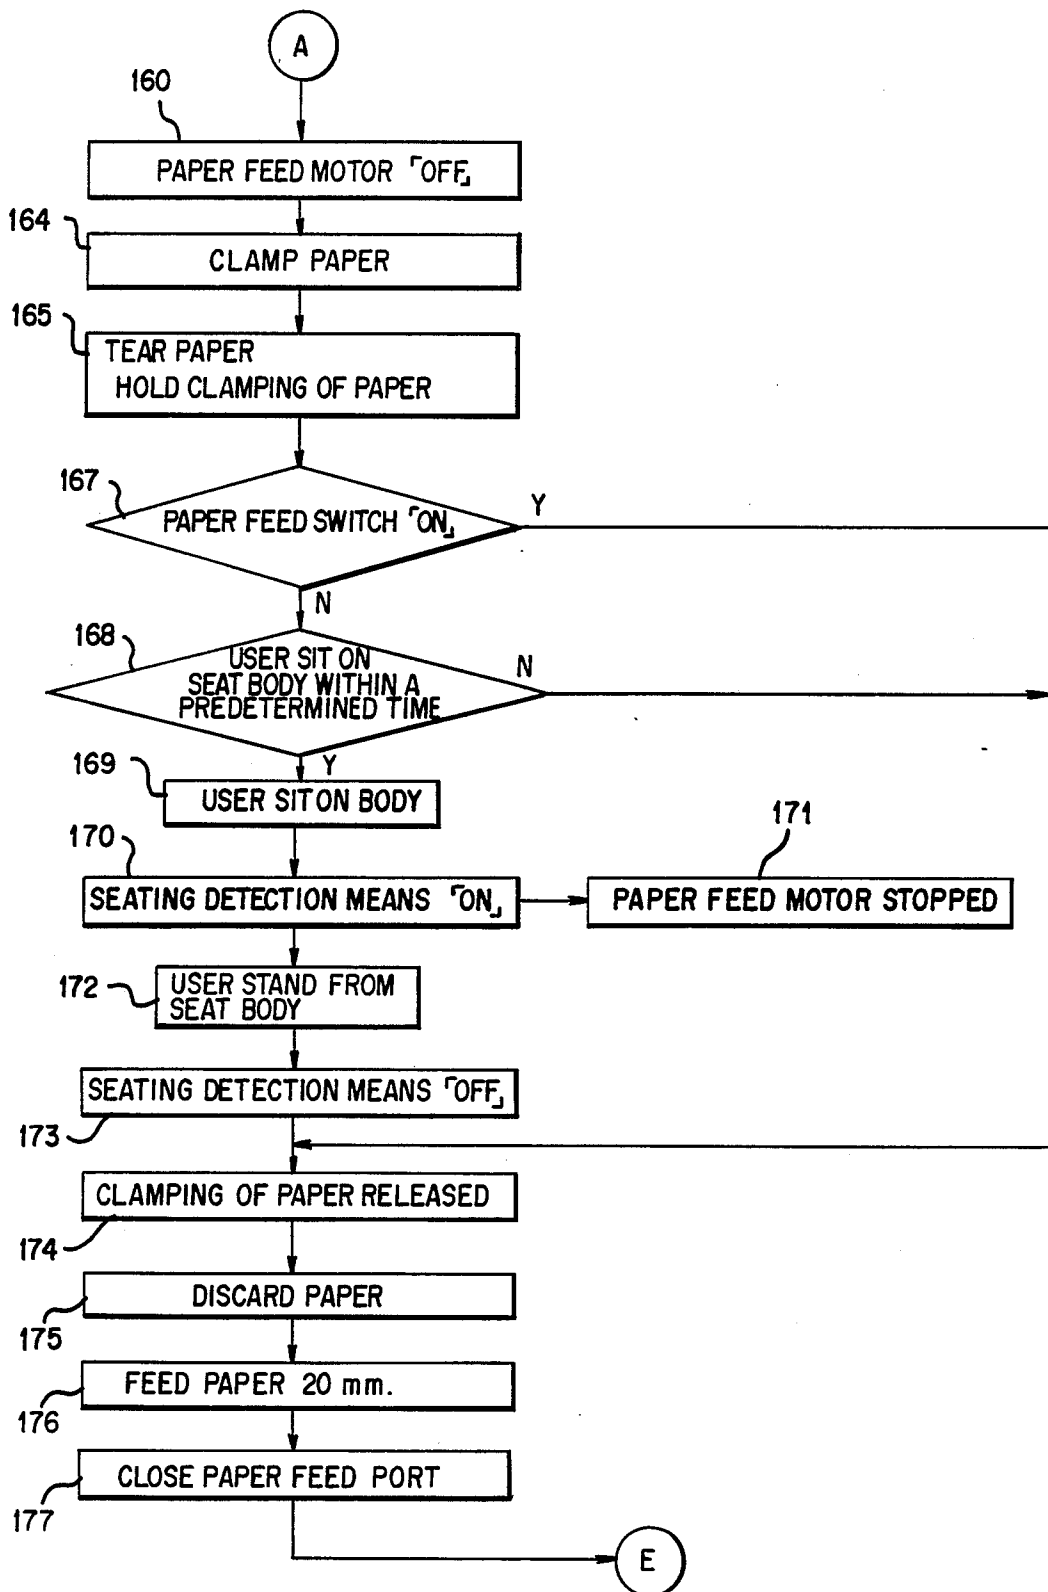 A
160
PAPER FEED MOTOR 「OFF」
164
CLAMP PAPER
165
TEAR PAPER
HOLD CLAMPING OF PAPER
167
PAPER FEED SWITCH 「ON」
Y
N
168
USER SIT ON
SEAT BODY WITHIN A
PREDETERMINED TIME
N
Y
169
USER SIT ON BODY
170
SEATING DETECTION MEANS 「ON」
171
PAPER FEED MOTOR STOPPED
172
USER STAND FROM
SEAT BODY
SEATING DETECTION MEANS 「OFF」
173
CLAMPING OF PAPER RELEASED
174
DISCARD PAPER
175
FEED PAPER 20 mm.
176
CLOSE PAPER FEED PORT
177
E